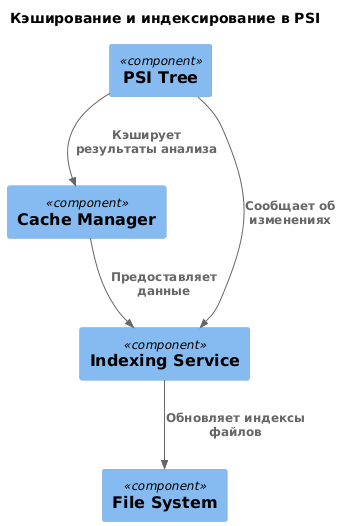 Кэширование и индексирование в PSI
«component»
PSI Tree
Кэширует
результаты анализа
Сообщает об
изменениях
«component»
Cache Manager
Предоставляет
данные
«component»
Indexing Service
Обновляет индексы
файлов
«component»
File System